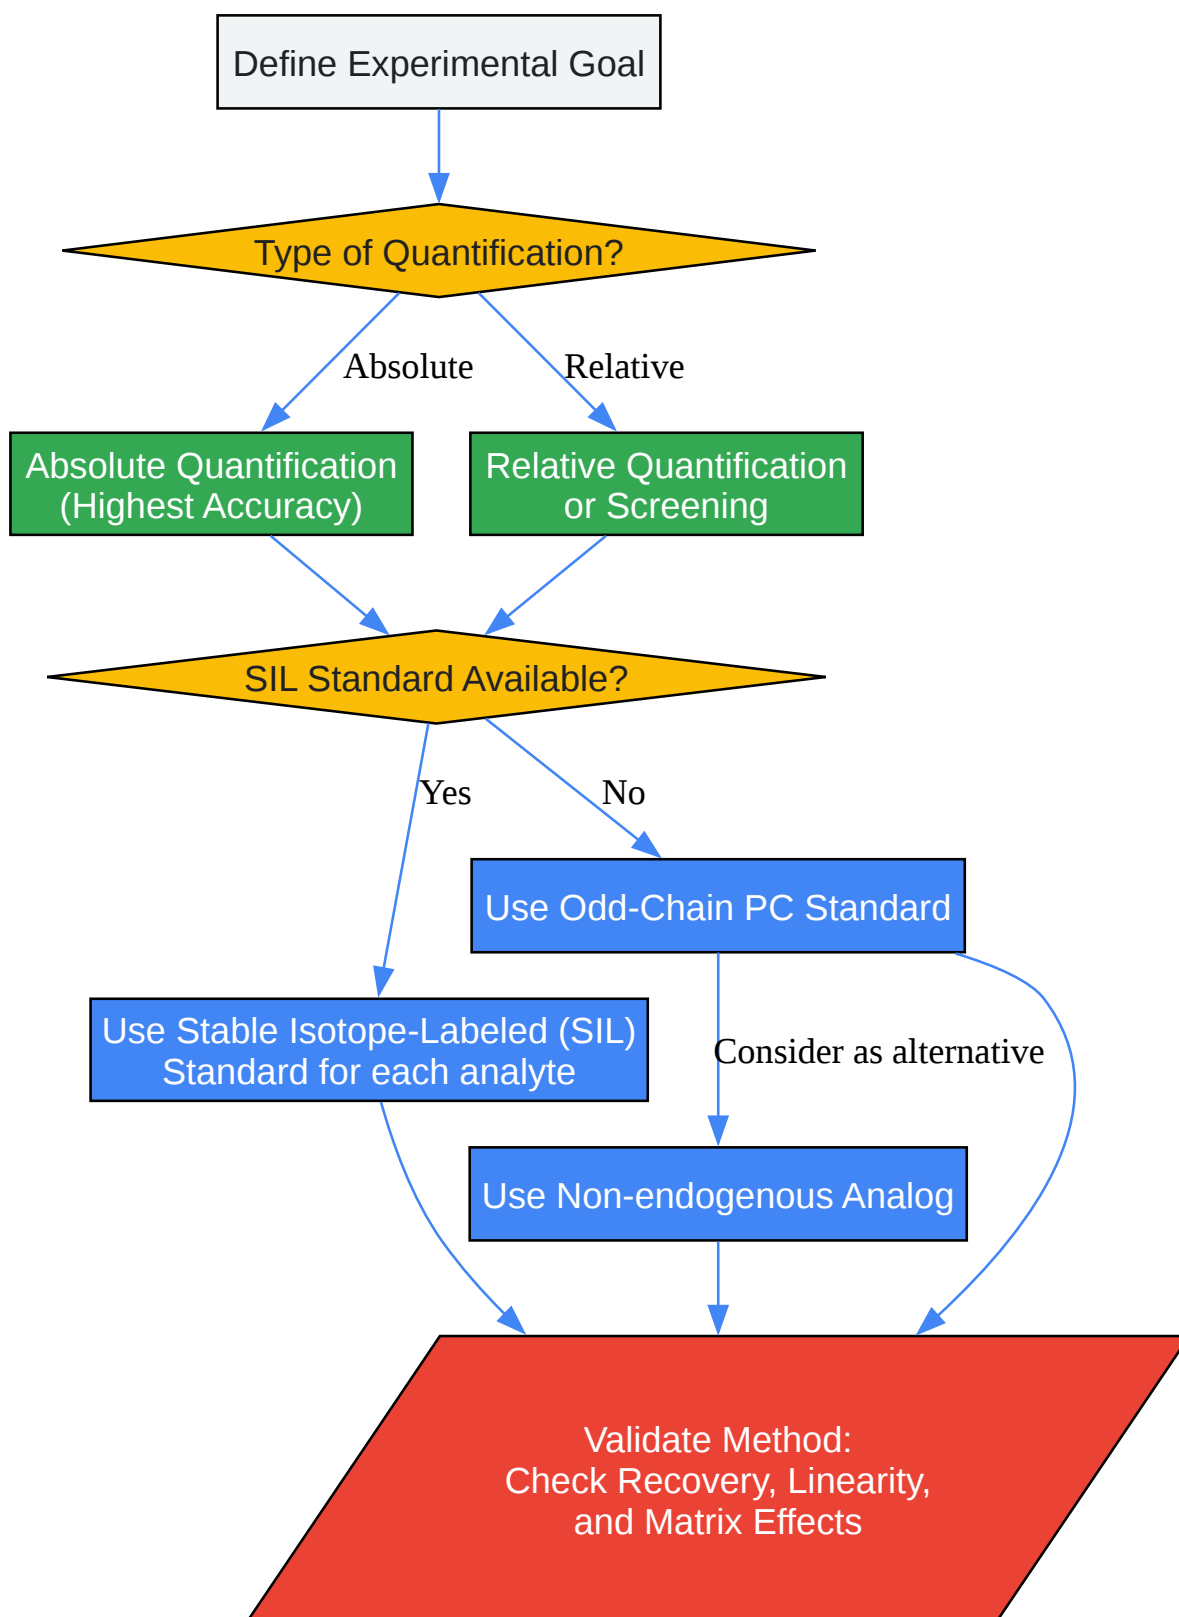 Define Experimental Goal
Type of Quantification?
Absolute
Relative
Absolute Quantification
(Highest Accuracy)
Relative Quantification
or Screening
SIL Standard Available?
Yes
No
Use Odd-Chain PC Standard
Use Stable Isotope-Labeled (SIL)
Standard for each analyte
Consider as alternative
Use Non-endogenous Analog
Validate Method:
Check Recovery, Linearity,
and Matrix Effects